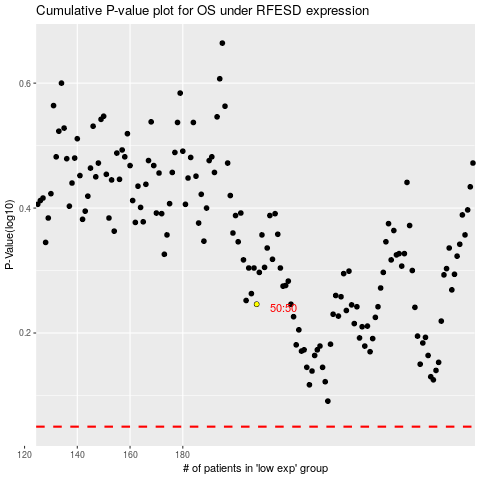 Cumulative P-value plot for OS under RFESD expression
P-Value(log10)
0.6
0.4
0.2
50:50
120
140
160
180
# of patients in 'low exp' group